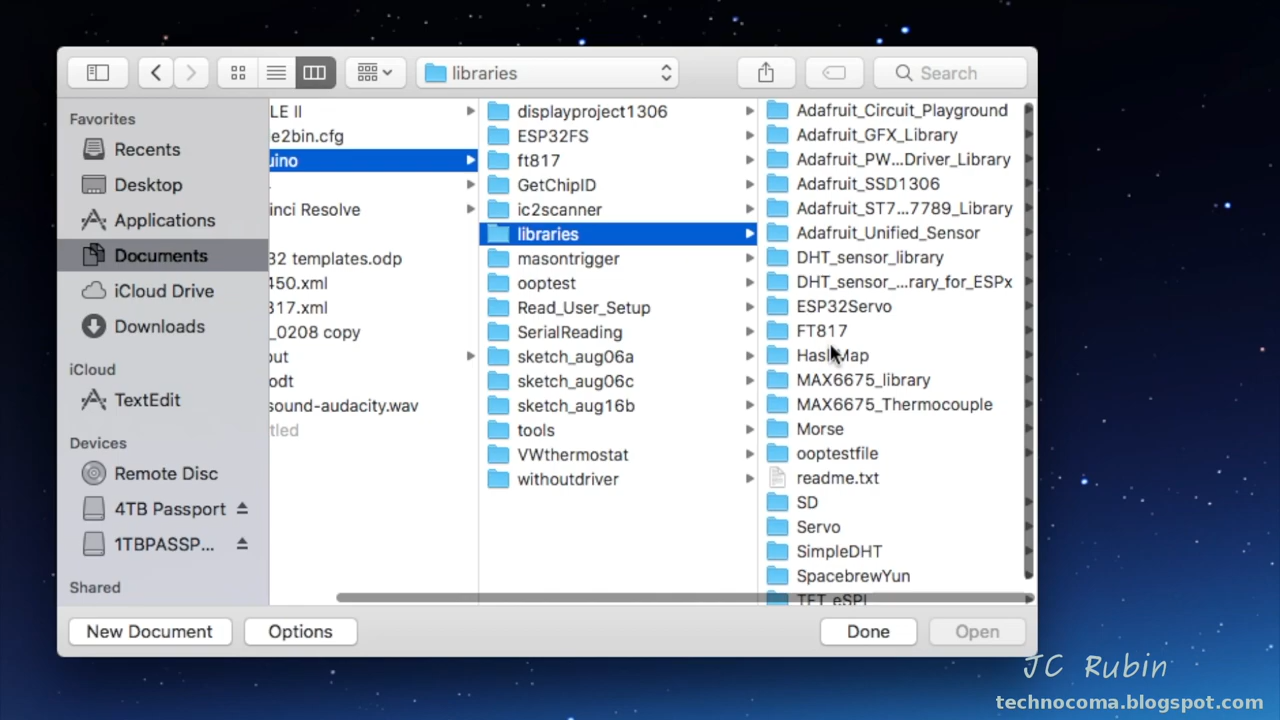 libraries
Search
Favorites
Recents
Desktop
Applications
Documents
iCloud Drive
Downloads
iCloud
TextEdit
Devices
Remote Disc
4TB Passport
1TBPASSP...
Shared
LE II
e2bin.cfg
uino
inci Resolve
32 templates.odp
450.xml
317.xml
_0208 copy
out
odt
sound-audacity.wav
tled
displayproject1306
ESP32FS
ft817
GetChipID
ic2scanner
libraries
masontrigger
ooptest
Read_User_Setup
SerialReading
sketch_aug06a
sketch_aug06c
sketch_aug16b
tools
VWthermostat
withoutdriver
Adafruit_Circuit_Playground
Adafruit_GFX_Library
Adafruit_PW...Driver_Library
Adafruit_SSD1306
Adafruit_ST7...7789_Library
Adafruit_Unified_Sensor
DHT_sensor_library
DHT_sensor_...rary_for_ESPx
ESP32Servo
FT817
HashMap
MAX6675_library
MAX6675_Thermocouple
Morse
ooptestfile
readme.txt
SD
Servo
SimpleDHT
SpacebrewYun
TFT_eSPI
New Document
Options
Done
Open
JC Rubin
technocoma.blogspot.com